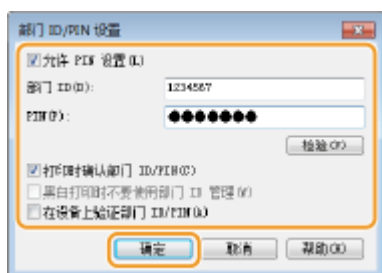 部门 ID/PIN 设置
允许 PIN 设置(L)
部门 ID(D): 1234567
PIN(P): ●●●●●●●
检验(V)
打印时确认部门 ID/PIN(C)
黑白打印时不要使用部门 ID 管理(W)
在设备上验证部门 ID/PIN(A)
确定 取消 帮助(H)